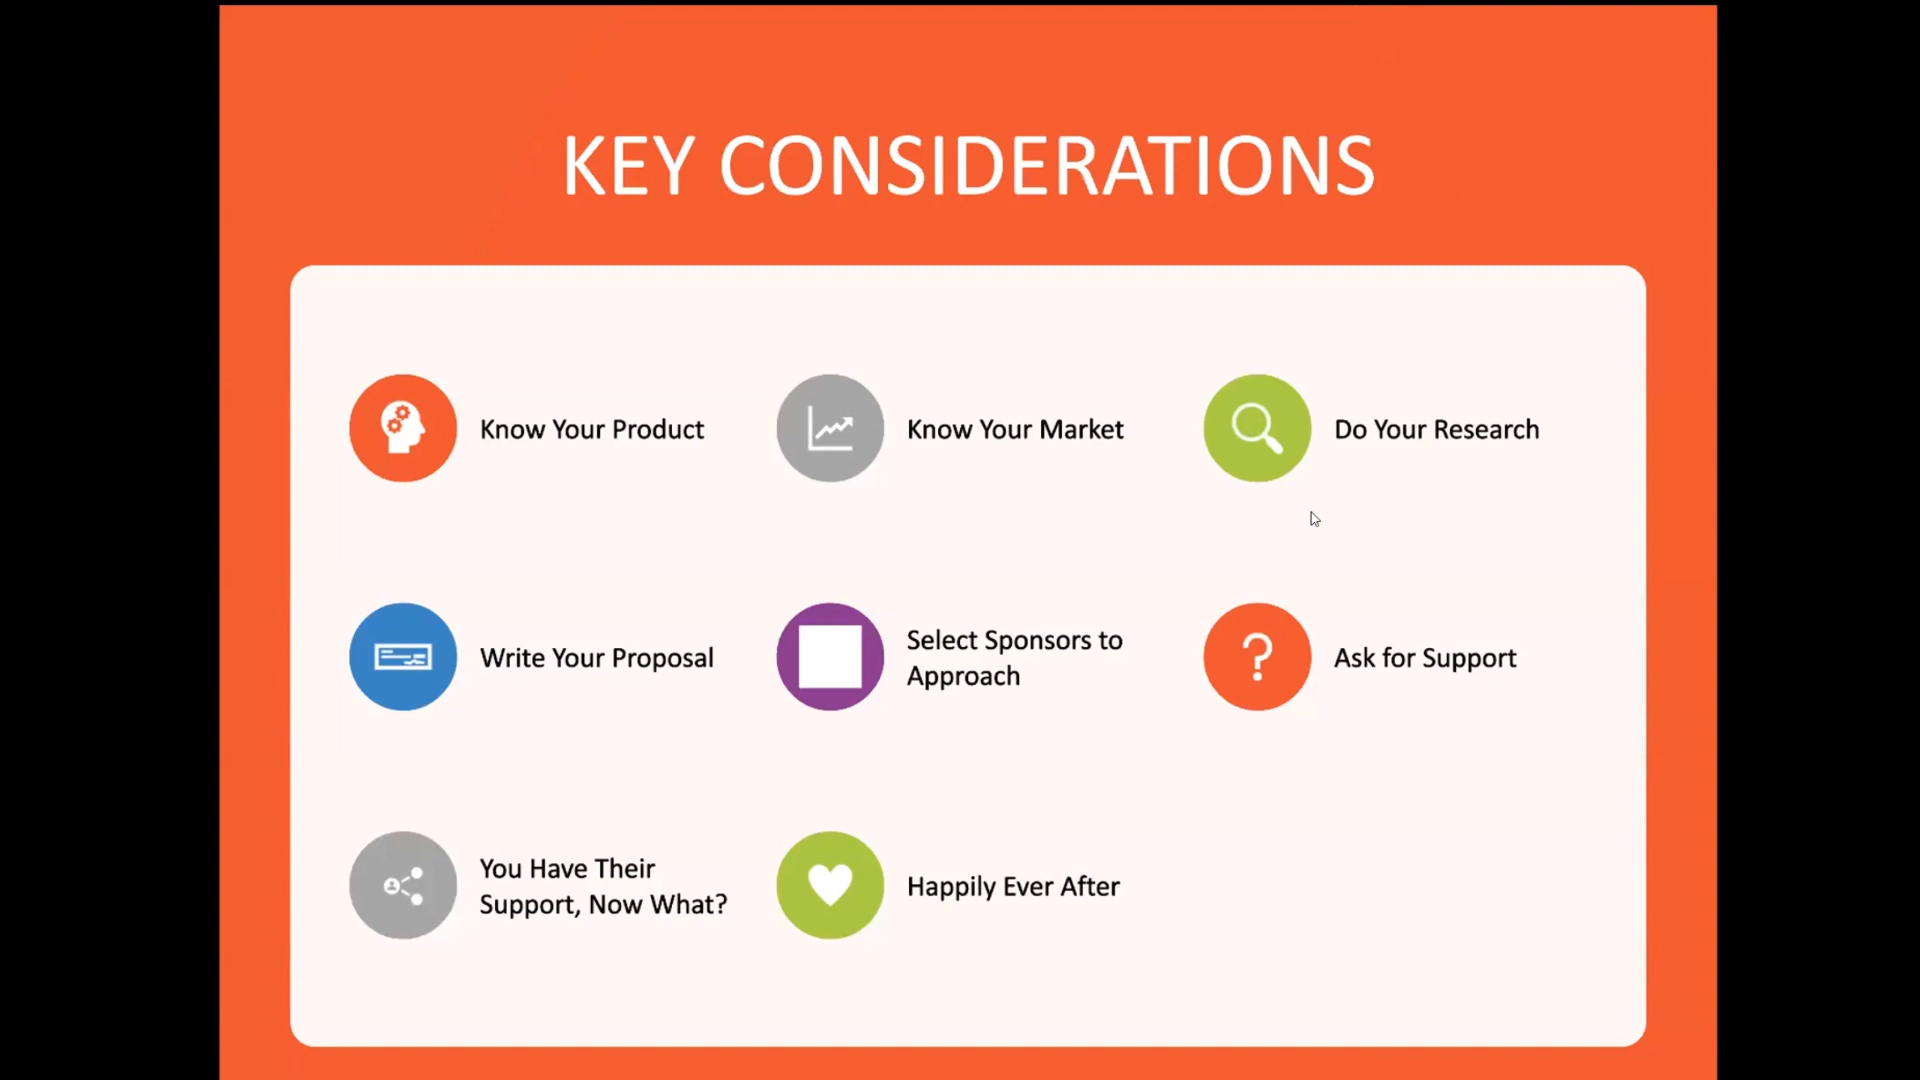 KEY CONSIDERATIONS
Know Your Product
Know Your Market
Do Your Research
Write Your Proposal
Select Sponsors to
Approach
Ask for Support
You Have Their
Support, Now What?
Happily Ever After